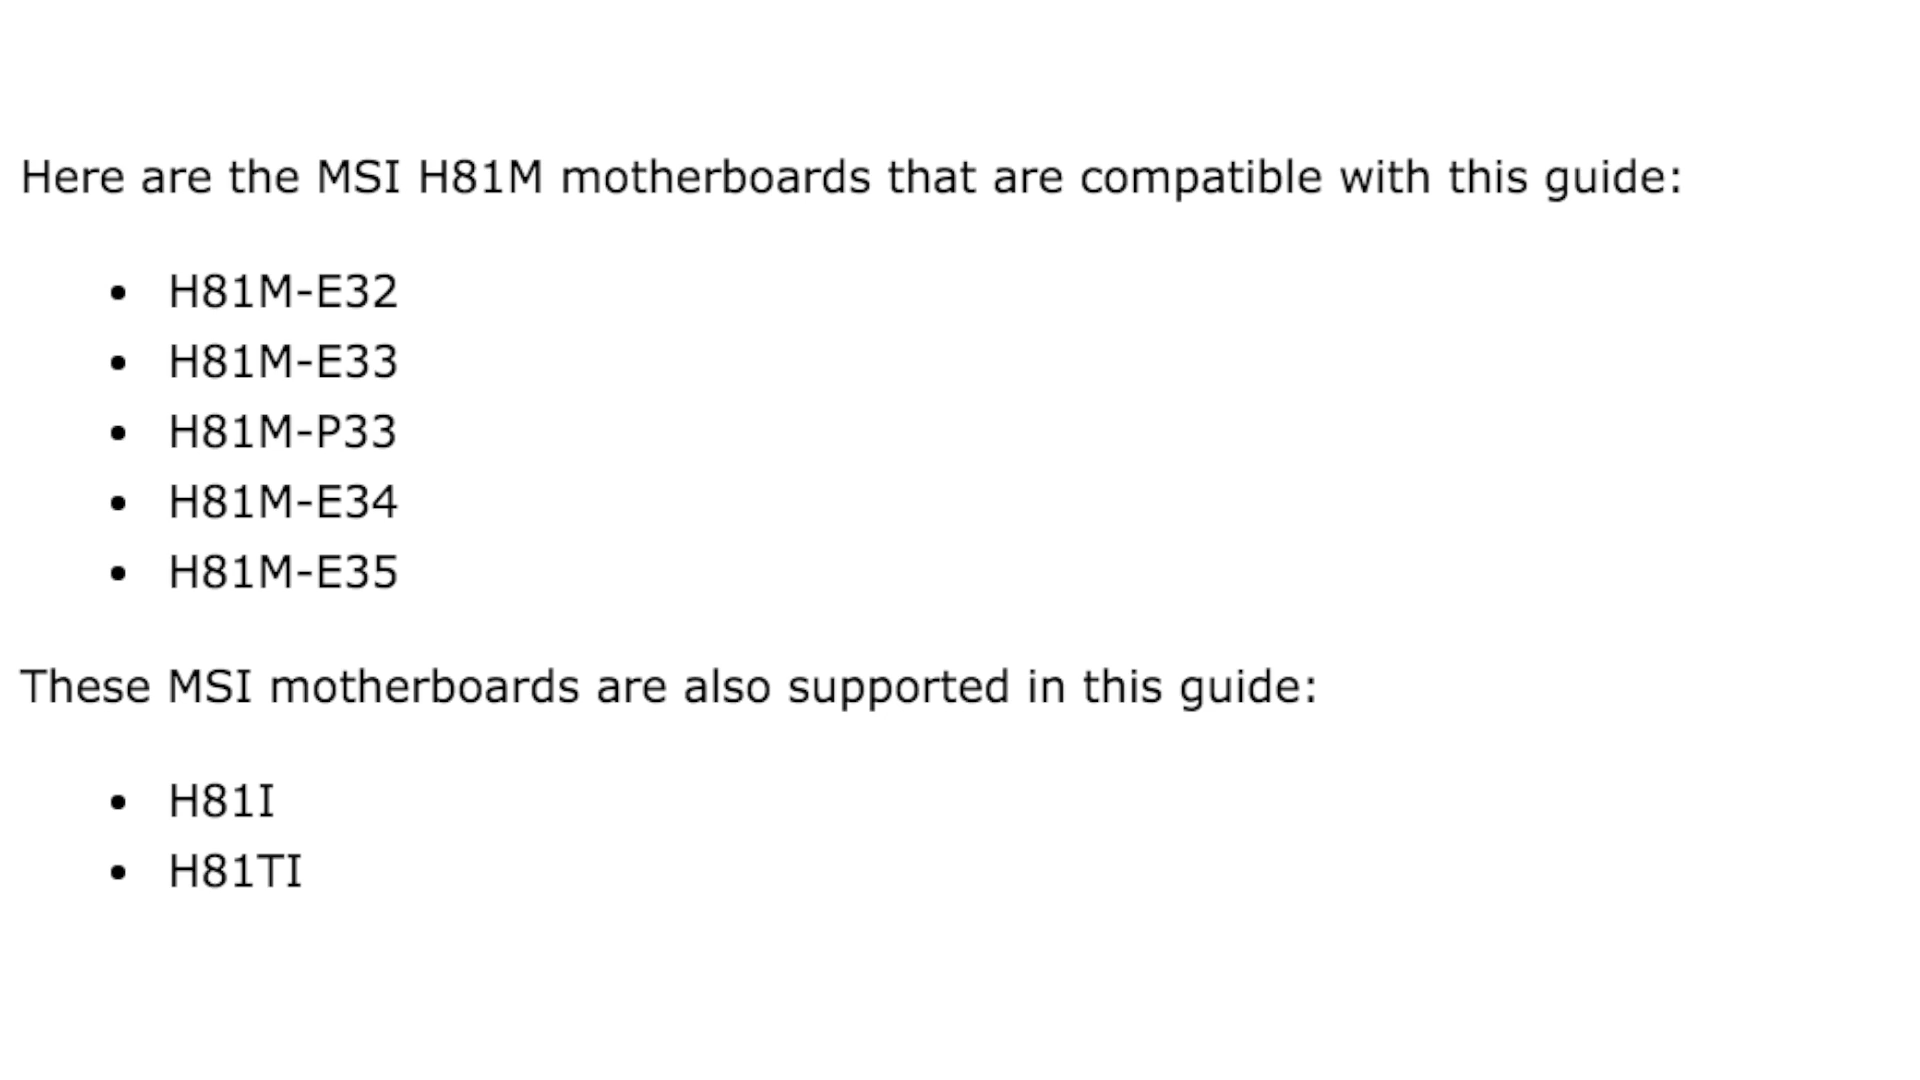 Here are the MSI H81M motherboards that are compatible with this guide:
• H81M-E32
• H81M-E33
• H81M-P33
• H81M-E34
• H81M-E35
These MSI motherboards are also supported in this guide:
• H81I
• H81TI